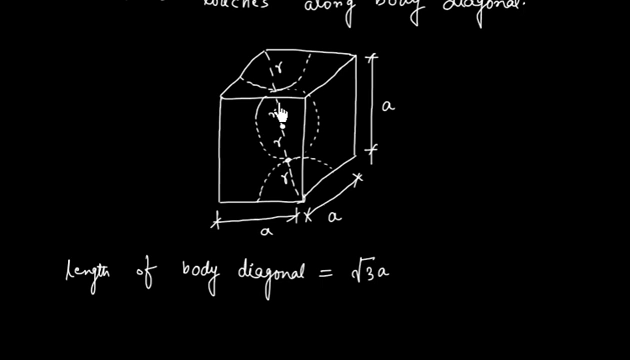 touches along body diagonal.
r
r
a
r
r
a
a
length of body diagonal = √3a